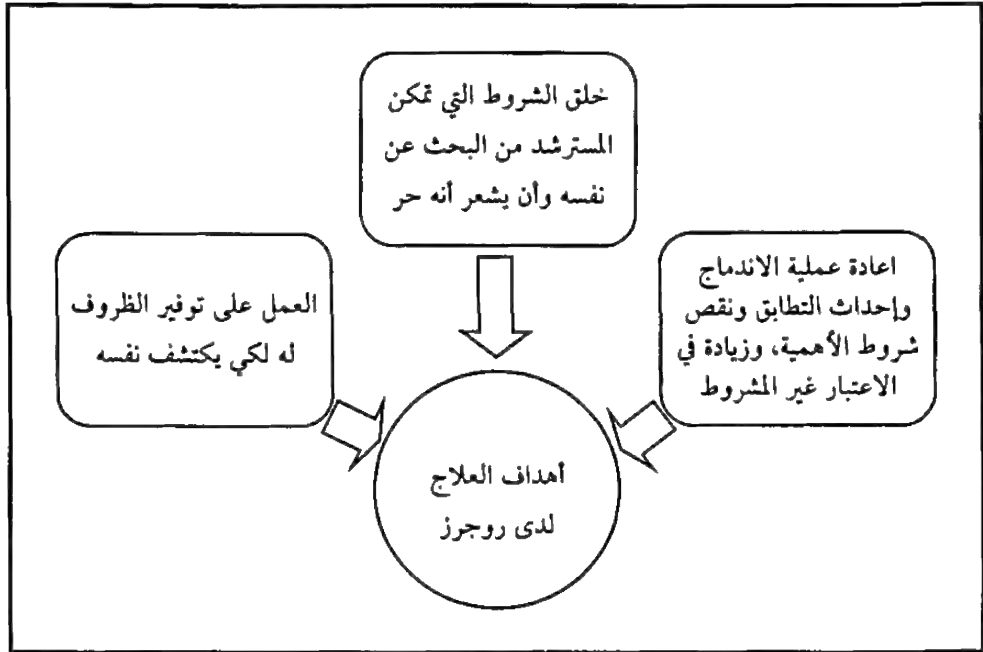 خلق الشروط التي تمكن
المسترشد من البحث عن
نفسه وأن يشعر أنه حر
اعادة عملية الاندماج
وإحداث التطابق ونقص
شروط الأهمية، وزيادة في
الاعتبار غير المشروط
العمل على توفير الظروف
له لكي يكتشف نفسه
أهداف العلاج
لدى روجرز